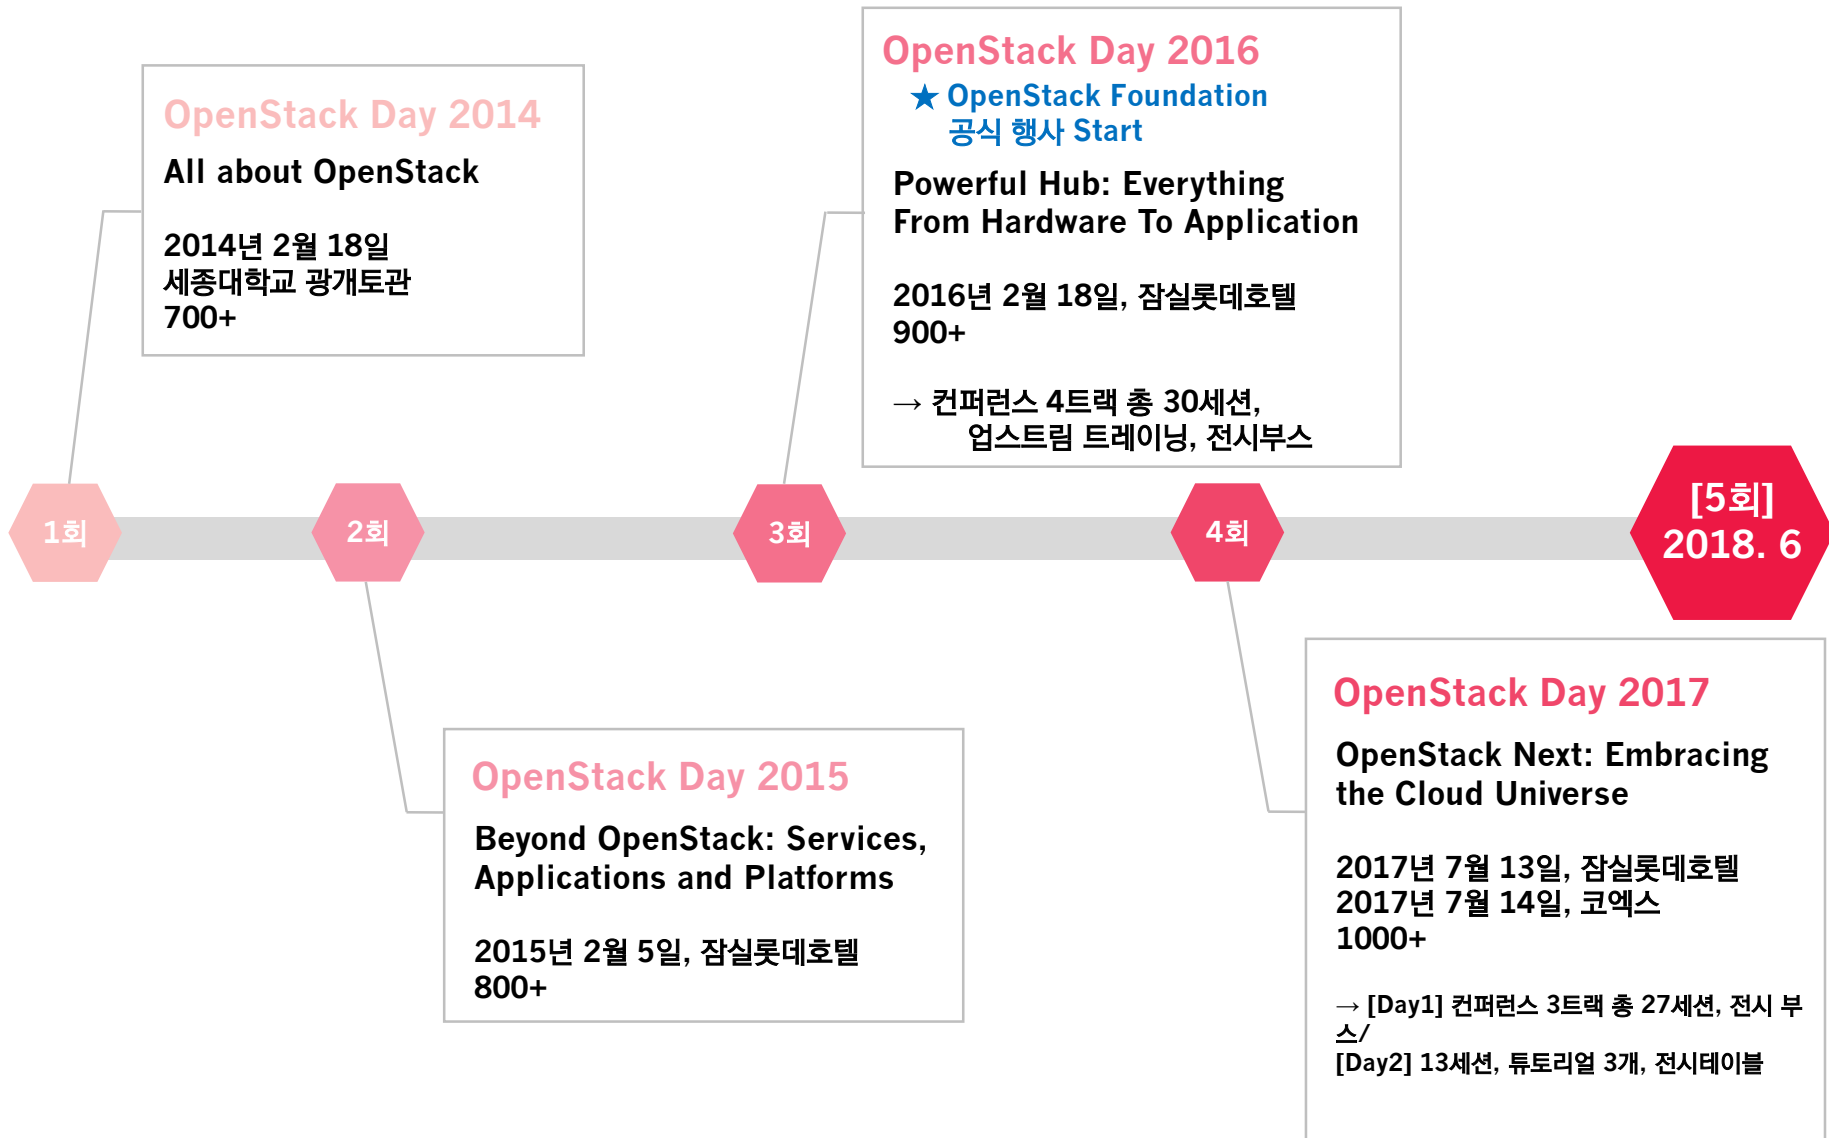 OpenStack Day 2014
All about OpenStack
2014년 2월 18일
세종대학교 광개토관
700+
OpenStack Day 2016
★ OpenStack Foundation
공식 행사 Start
Powerful Hub: Everything
From Hardware To Application
2016년 2월 18일, 잠실롯데호텔
900+
→ 컨퍼런스 4트랙 총 30세션,
업스트림 트레이닝, 전시부스
1회
2회
3회
4회
[5회]
2018. 6
OpenStack Day 2015
Beyond OpenStack: Services,
Applications and Platforms
2015년 2월 5일, 잠실롯데호텔
800+
OpenStack Day 2017
OpenStack Next: Embracing
the Cloud Universe
2017년 7월 13일, 잠실롯데호텔
2017년 7월 14일, 코엑스
1000+
→ [Day1] 컨퍼런스 3트랙 총 27세션, 전시 부
스/
[Day2] 13세션, 튜토리얼 3개, 전시테이블